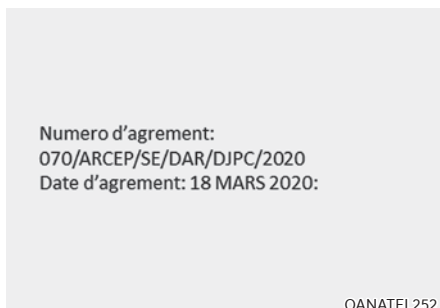 Numero d'agrement:
070/ARCEP/SE/DAR/DJPC/2020
Date d'agrement: 18 MARS 2020:
OANATEL252